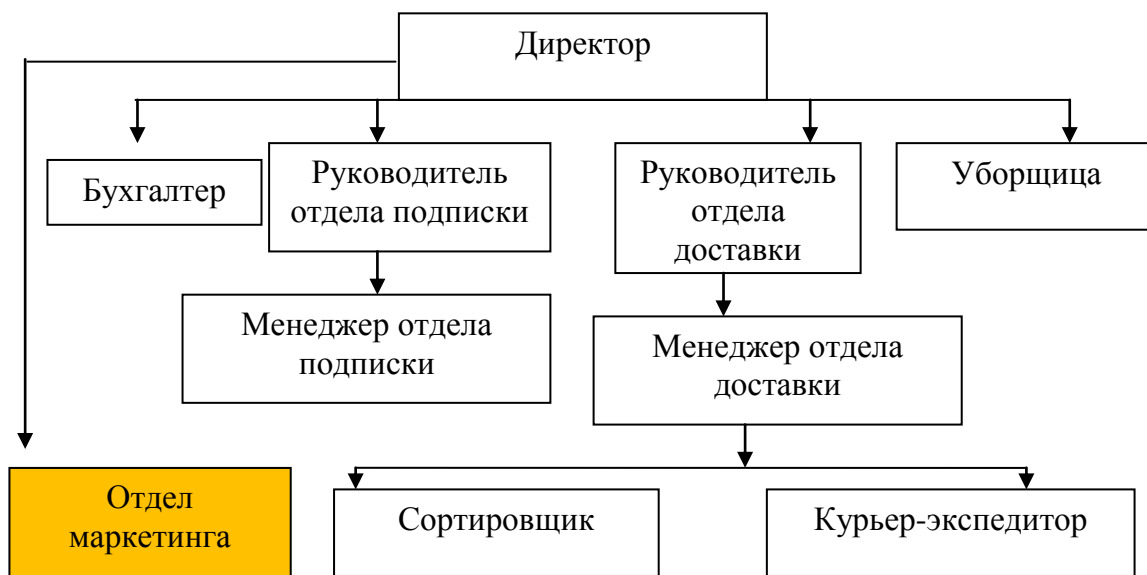 Директор
Бухгалтер
Руководитель
отдела подписки
Руководитель
отдела
доставки
Уборщица
Менеджер отдела
подписки
Менеджер отдела
доставки
Отдел
маркетинга
Сортировщик
Курьер-экспедитор